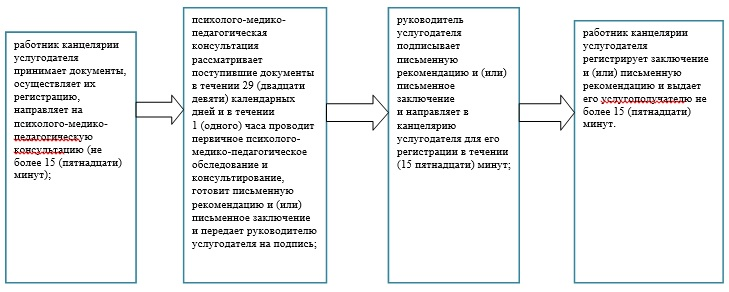 работник канцелярии
услугодателя
принимает документы,
осуществляет их
регистрацию,
направляет на
психолого-медико-
педагогическую
консультацию (не
более 15 (пятнадцати)
минут);
психолого-медико-
педагогическая
консультация
рассматривает
поступившие документы
в течении 29 (двадцати
девяти) календарных
дней и в течении
1 (одного) часа проводит
первичное психолого-
медико-педагогическое
обследование и
консультирование,
готовит письменную
рекомендацию и (или)
письменное заключение
и передает руководителю
услугодателя на подпись;
руководитель
услугодателя
подписывает
письменную
рекомендацию и (или)
письменное
заключение
и направляет в
канцелярию
услугодателя для его
регистрации в течении
(15 пятнадцати) минут;
работник канцелярии
услугодателя
регистрирует заключение
и (или) письменную
рекомендацию и выдает
его услугополучателю не
более 15 (пятнадцати)
минут.